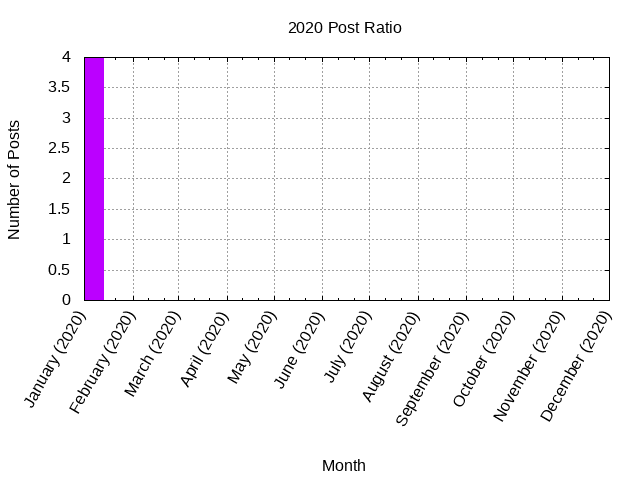 2020 Post Ratio
4
3.5
3
2.5
2
1.5
1
0.5
0
Number of Posts
January (2020)
February (2020)
March (2020)
April (2020)
May (2020)
June (2020)
July (2020)
August (2020)
September (2020)
October (2020)
November (2020)
December (2020)
Month